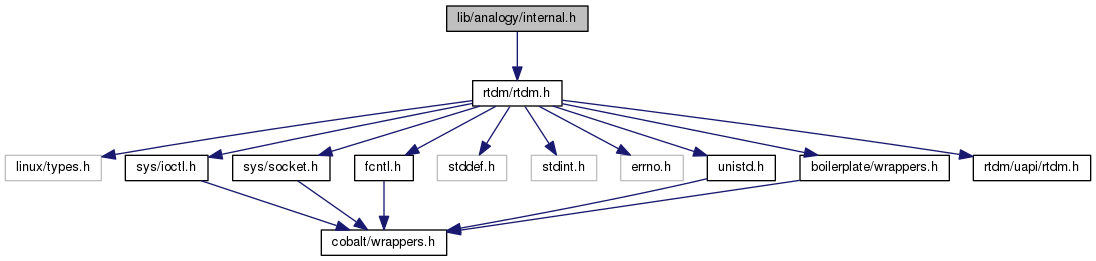 lib/analogy/internal.h
rtdm/rtdm.h
linux/types.h
sys/ioctl.h
sys/socket.h
fcntl.h
stddef.h
stdint.h
errno.h
unistd.h
boilerplate/wrappers.h
rtdm/uapi/rtdm.h
cobalt/wrappers.h